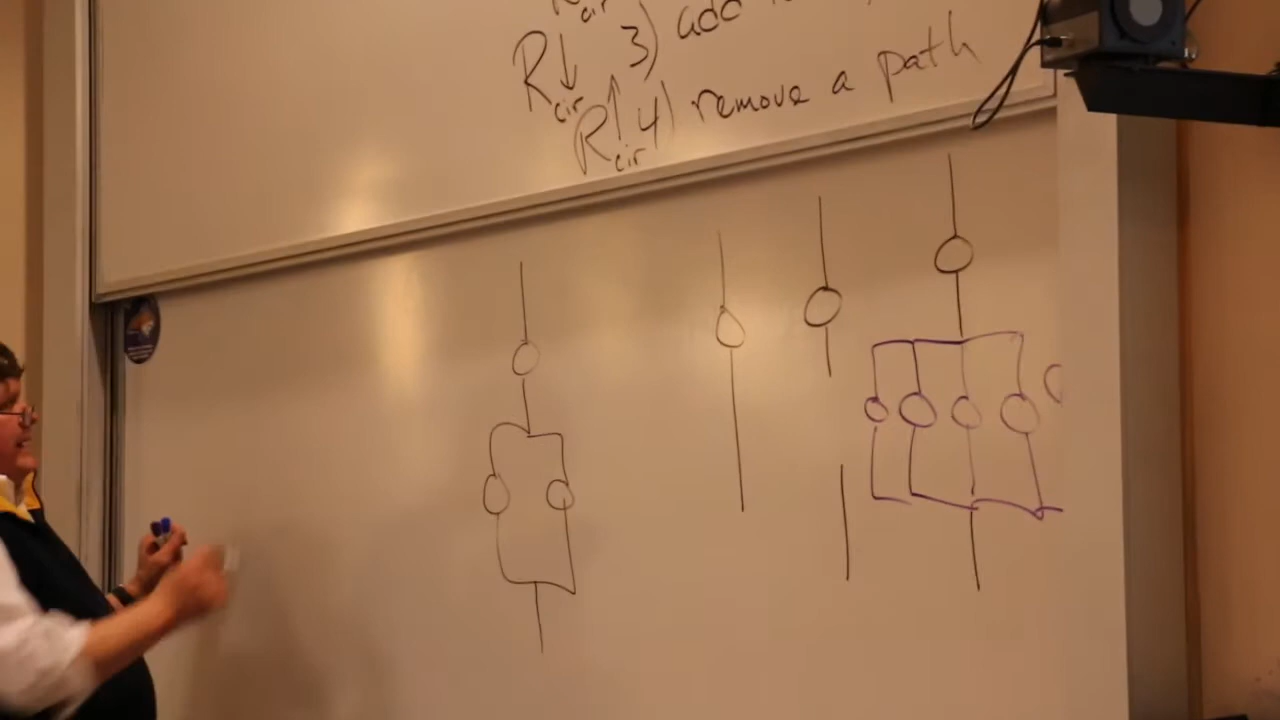 R cir
R↓ cir 3) add
R↑ cir 4) remove a path